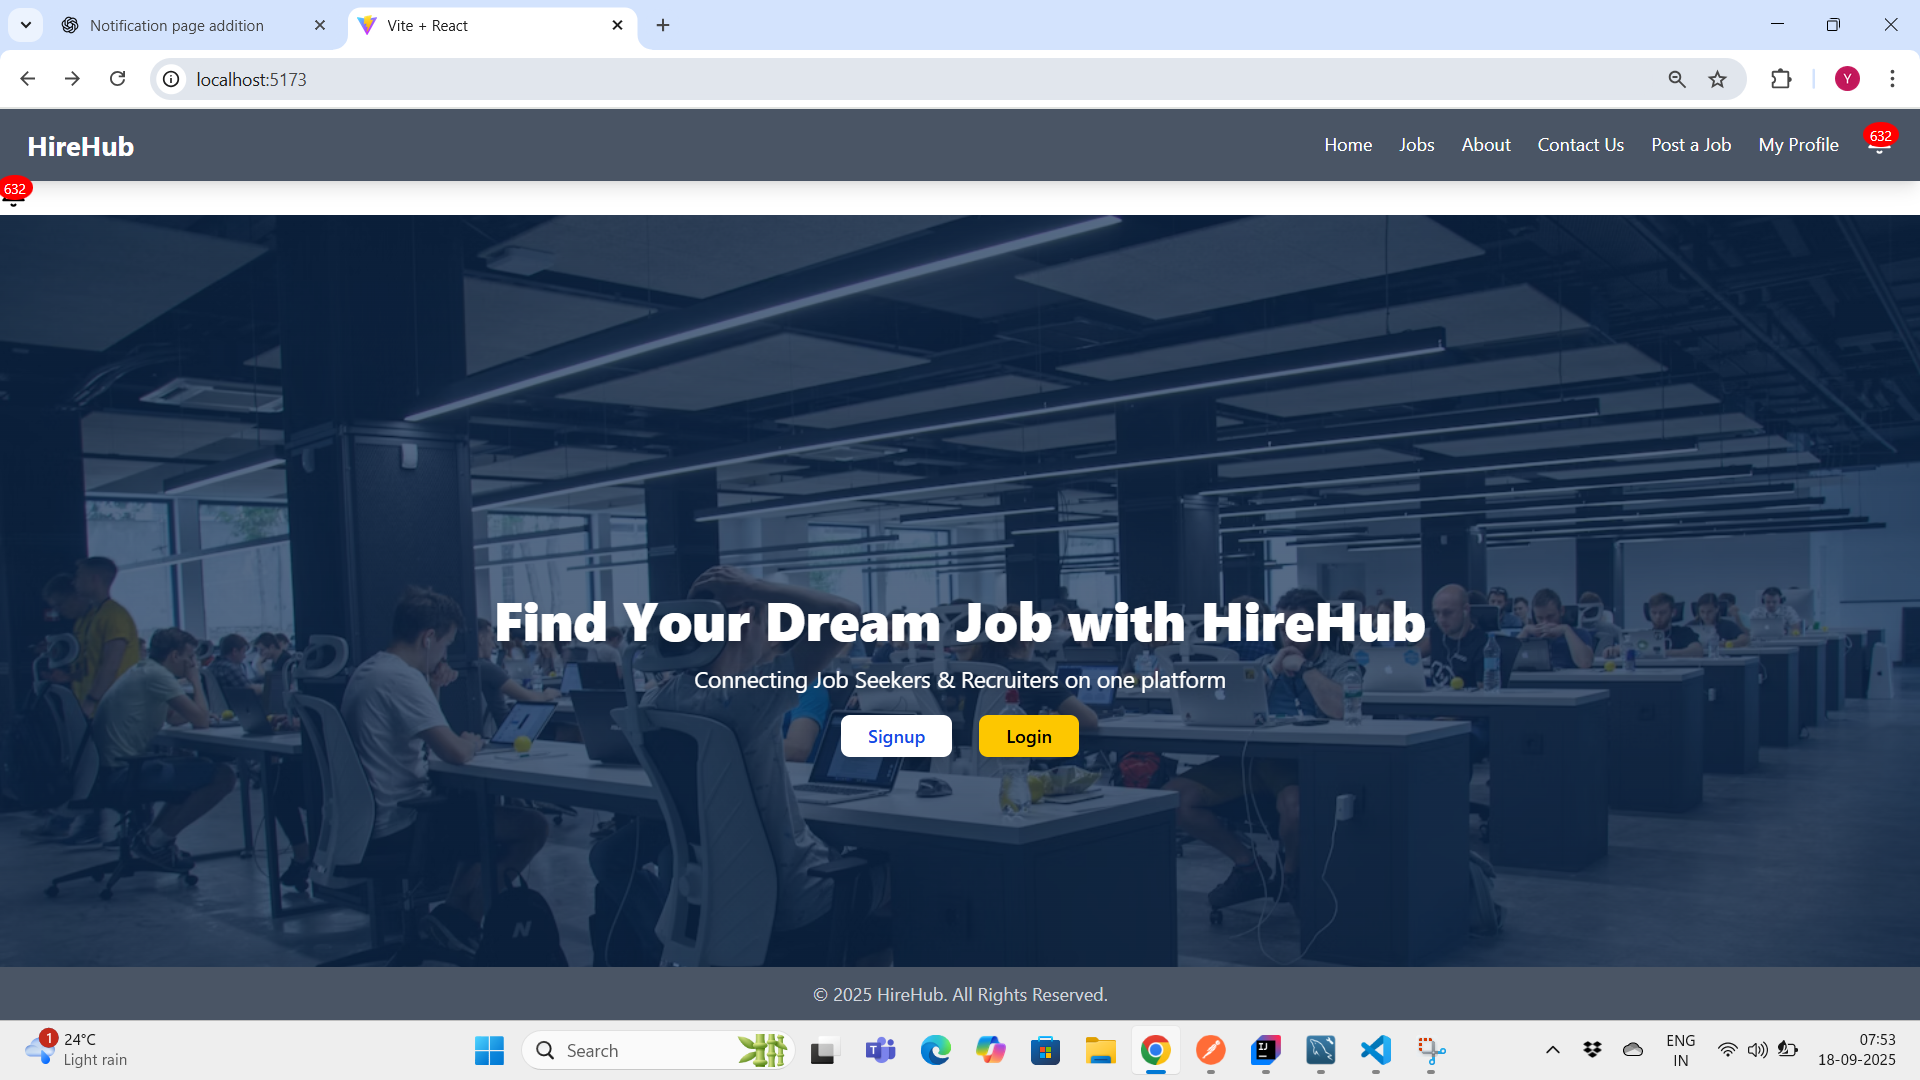 Notification page addition
Vite + React
localhost:5173
Y
HireHub
Home
Jobs
About
Contact Us
Post a Job
My Profile
632
632
Find Your Dream Job with HireHub
Connecting Job Seekers & Recruiters on one platform
Signup
Login
© 2025 HireHub. All Rights Reserved.
1
24°C
Light rain
Search
ENG
IN
07:53
18-09-2025